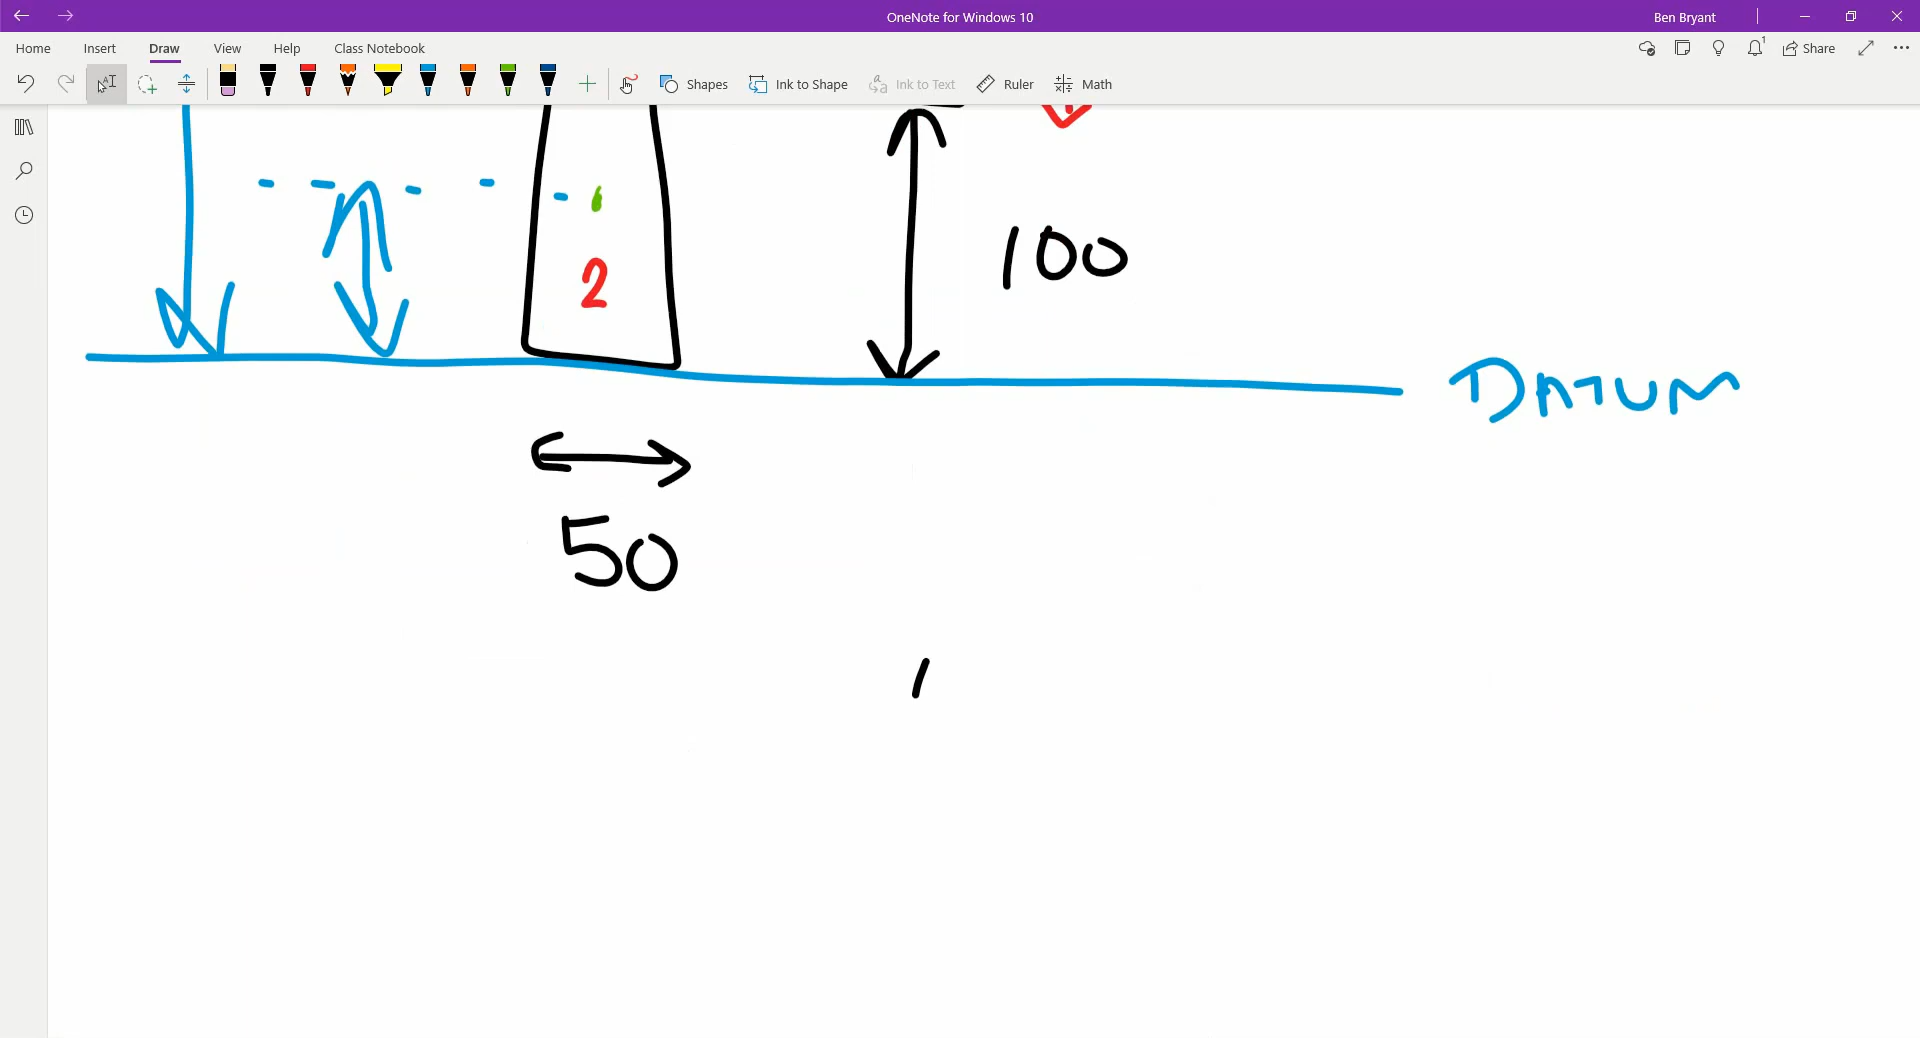 OneNote for Windows 10
Ben Bryant
Home Insert Draw View Help Class Notebook
1
Share
Shapes
Ink to Shape
Ink to Text
Ruler
Math
2
100
DATUM
50